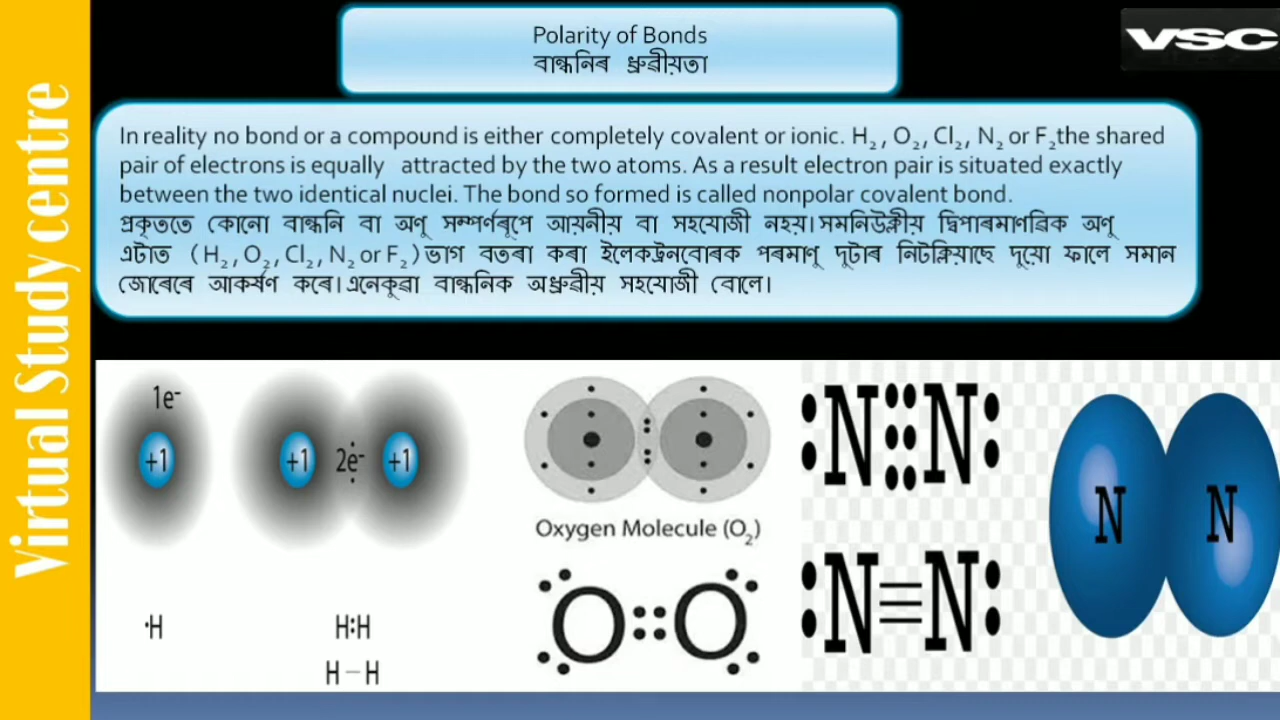 Polarity of Bonds
বান্ধনিৰ ধ্ৰুৱীয়তা
VSC
Virtual Study centre
In reality no bond or a compound is either completely covalent or ionic. H₂, O₂, Cl₂, N₂ or F₂the shared
pair of electrons is equally attracted by the two atoms. As a result electron pair is situated exactly
between the two identical nuclei. The bond so formed is called nonpolar covalent bond.
প্ৰকৃততে কোনো বান্ধনি বা অণু সম্পৰ্ণৰূপে আয়নীয় বা সহযোজী নহয়। সমনিউক্লীয় দ্বিপাৰমাণৱিক অণু
এটাত (H₂, O₂, Cl₂, N₂ or F₂) ভাগ বতৰা কৰা ইলেকট্ৰনবোৰক পৰমাণু দুটাৰ নিউক্লিয়াছে দুয়ো ফালে সমান
জোৰেৰে আকৰ্ষণ কৰে। এনেকুৱা বান্ধনিক অধ্ৰুৱীয় সহযোজী বোলে।
1e⁻
+1
+1 2e⁻ +1
·H
H:H
H–H
Oxygen Molecule (O₂)
O::O
:N:::N:
:N≡N:
N N